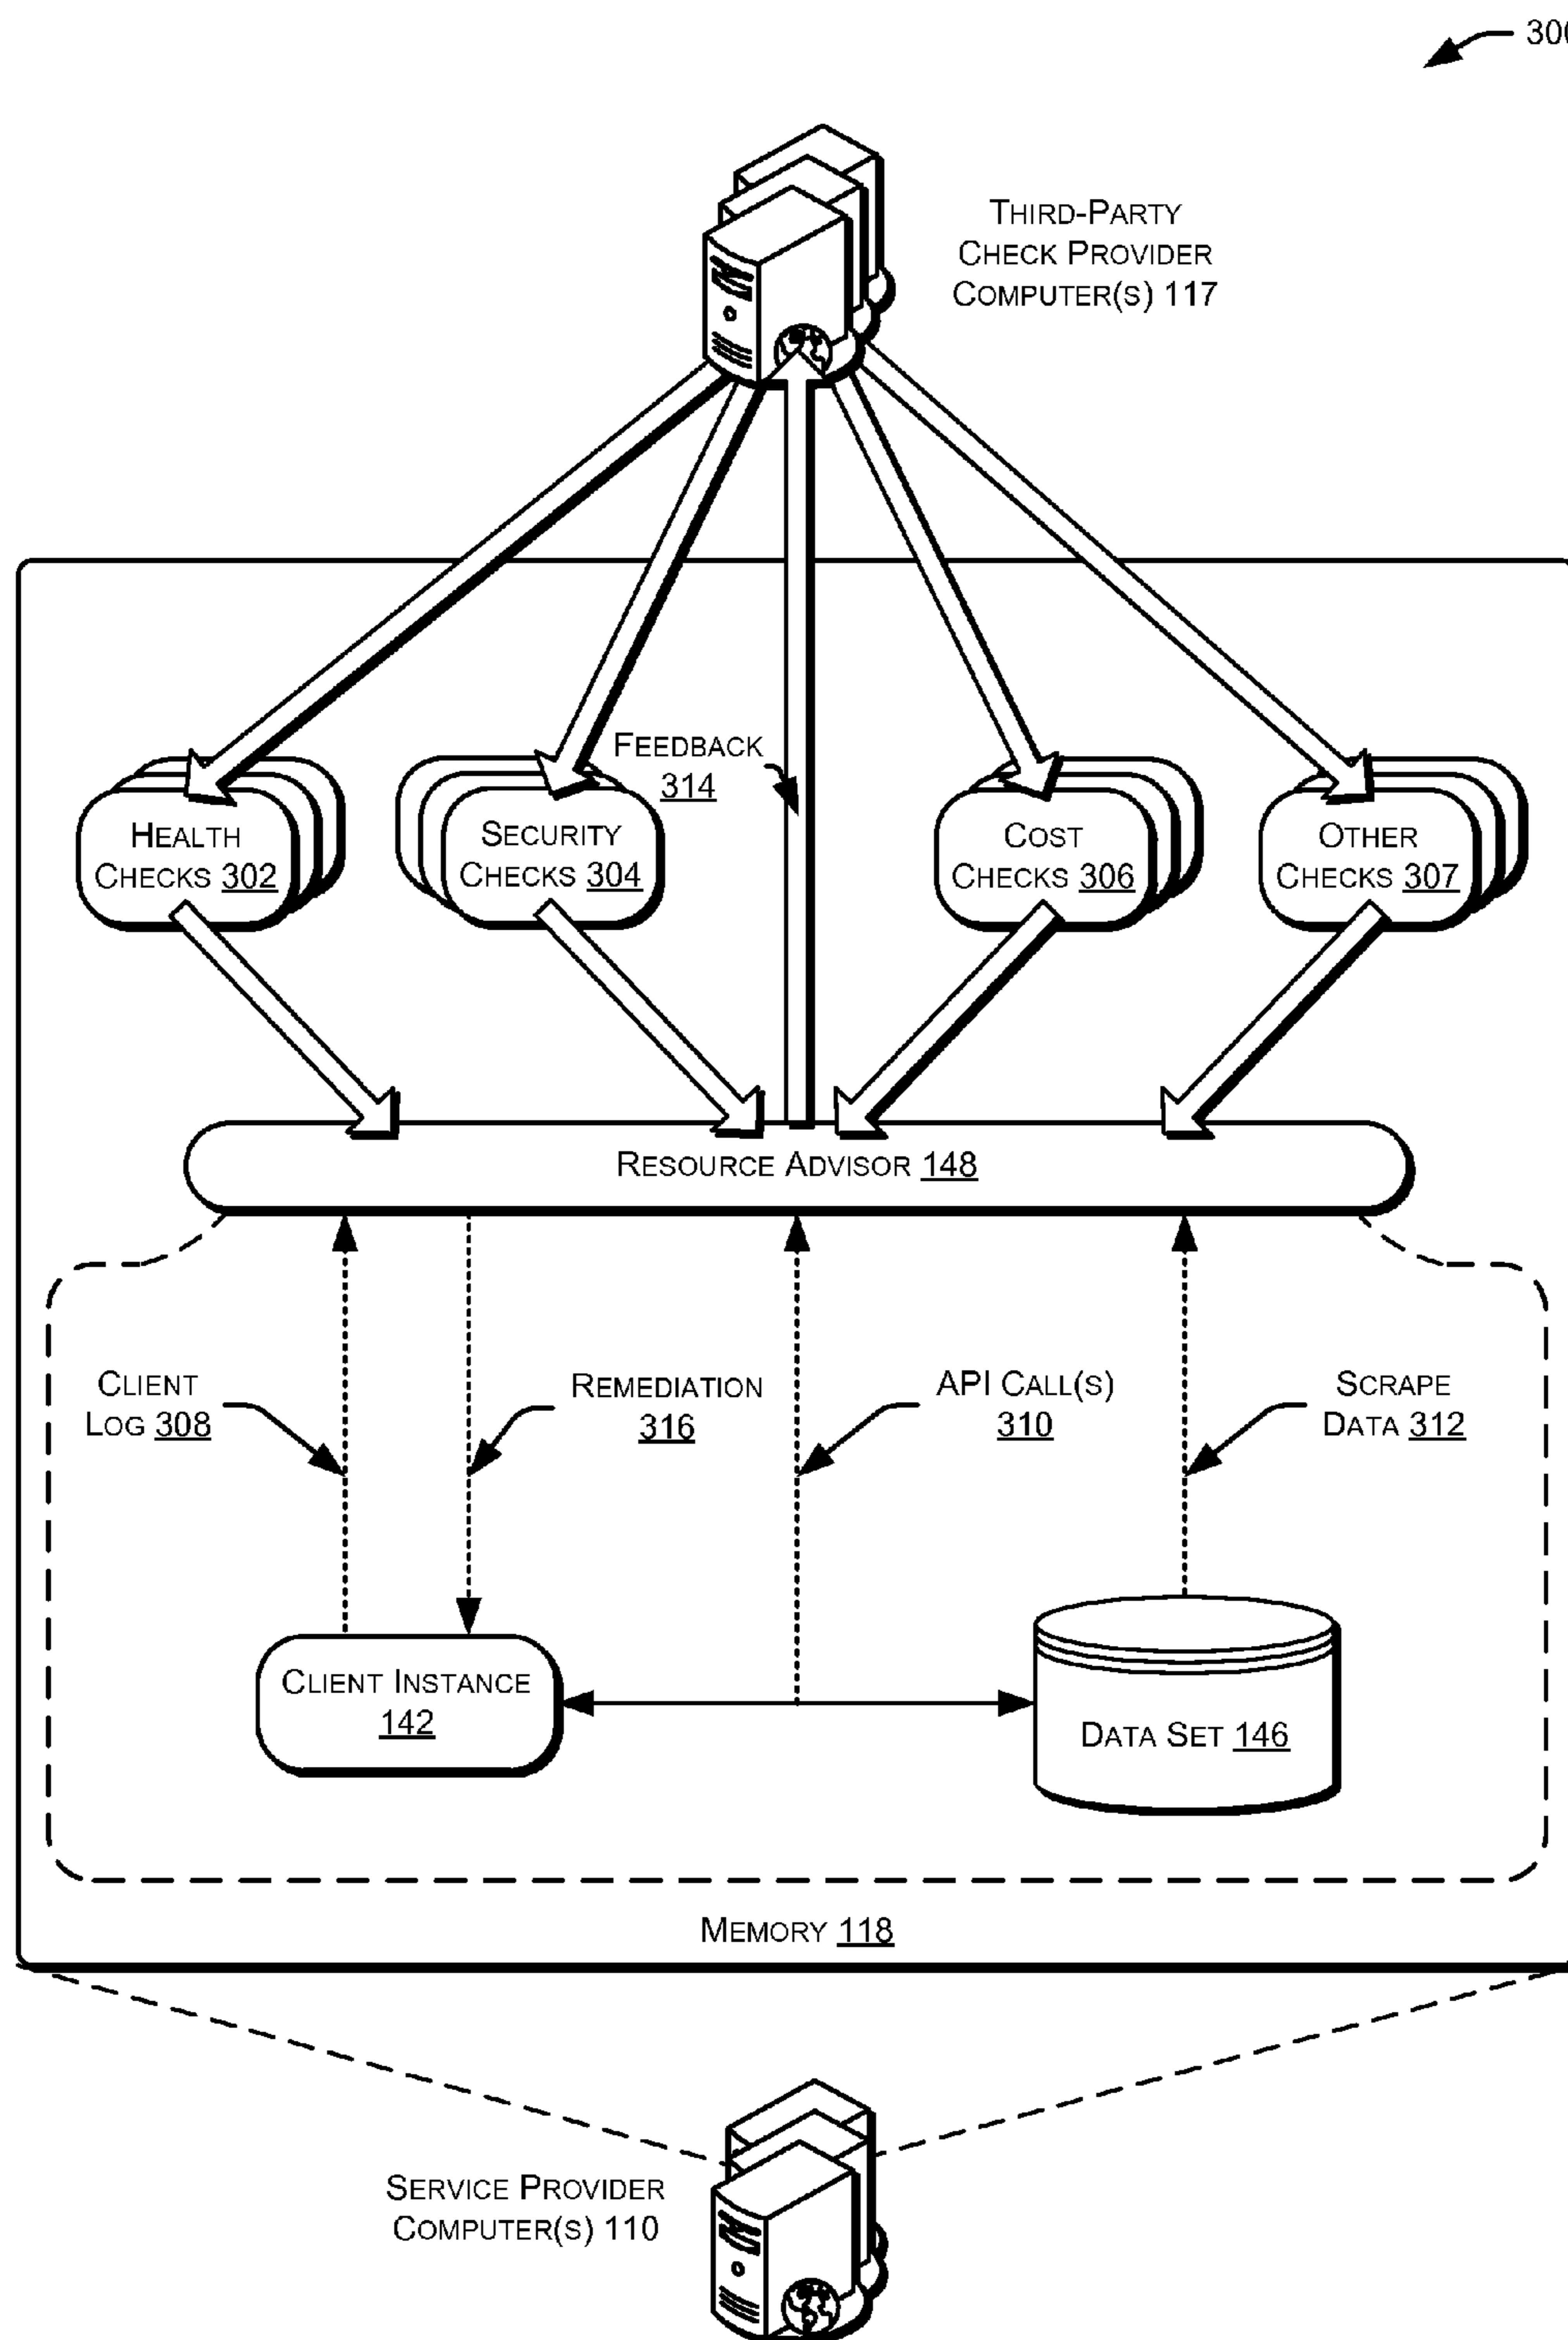 300
THIRD-PARTY
CHECK PROVIDER
COMPUTER(S) 117
FEEDBACK
314
HEALTH
CHECKS 302
SECURITY
CHECKS 304
COST
CHECKS 306
OTHER
CHECKS 307
RESOURCE ADVISOR 148
CLIENT
LOG 308
REMEDIATION
316
API CALL(S)
310
SCRAPE
DATA 312
CLIENT INSTANCE
142
DATA SET 146
MEMORY 118
SERVICE PROVIDER
COMPUTER(S) 110